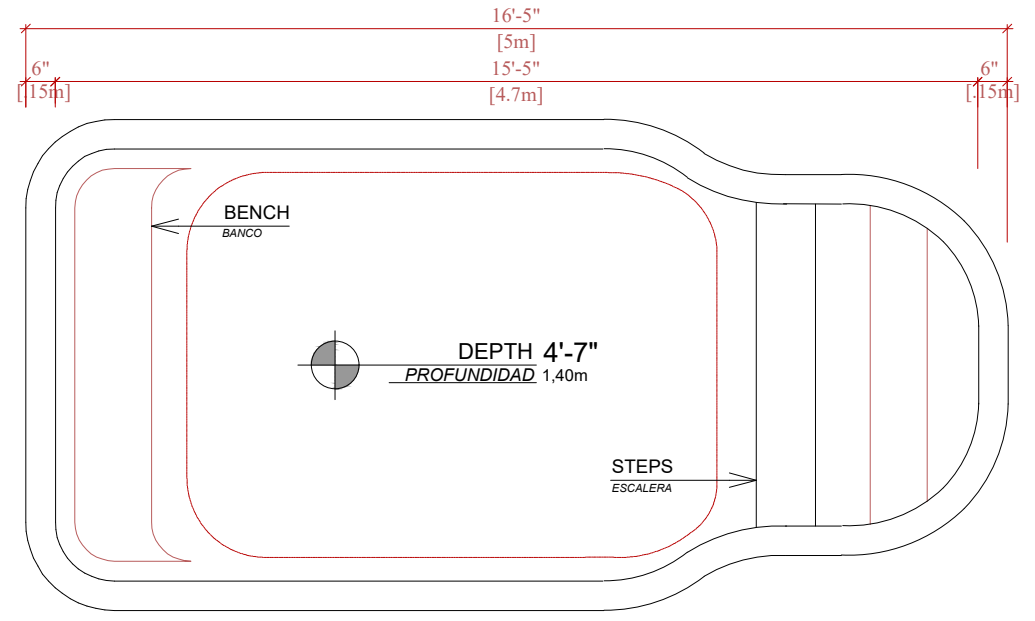 16'-5"
[5m]
6" 15'-5" 6"
[.15m] [4.7m] [.15m]
BENCH
BANCO
DEPTH 4'-7"
PROFUNDIDAD 1,40m
STEPS
ESCALERA